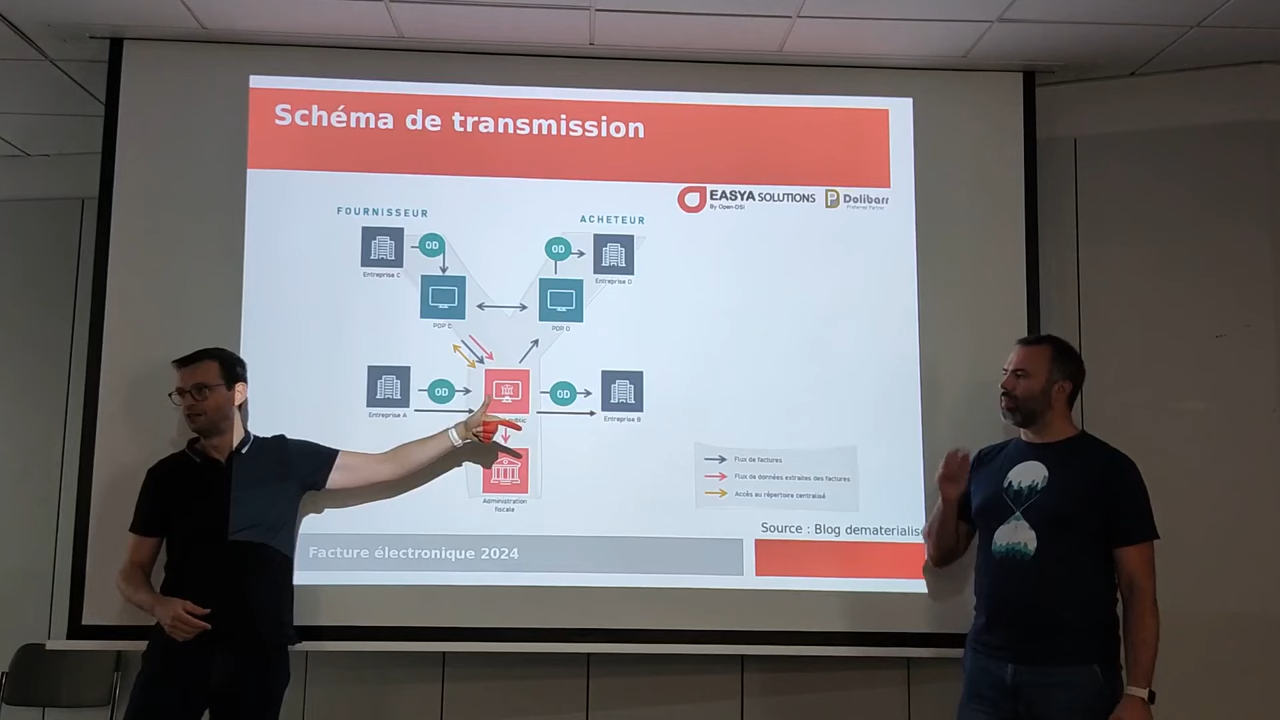 Schéma de transmission
EASYA SOLUTIONS
By Open-DSI
Dolibarr
Preferred Partner
FOURNISSEUR
ACHETEUR
OD
OD
Entreprise C
Entreprise D
PDP C
PDP D
OD
OD
Entreprise A
public
Entreprise B
Administration
fiscale
Flux de factures
Flux de données extraites des factures
Accès au répertoire centralisé
Source : Blog dematerialise
Facture électronique 2024